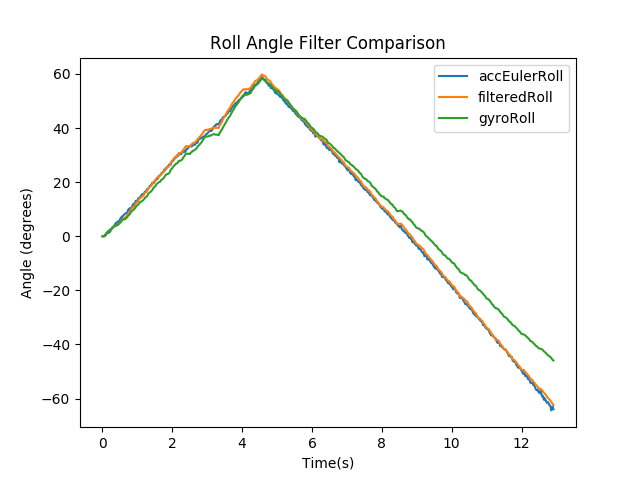 Roll Angle Filter Comparison
accEulerRoll
filteredRoll
gyroRoll
60
40
20
0
−20
−40
−60
Angle (degrees)
0 2 4 6 8 10 12
Time(s)